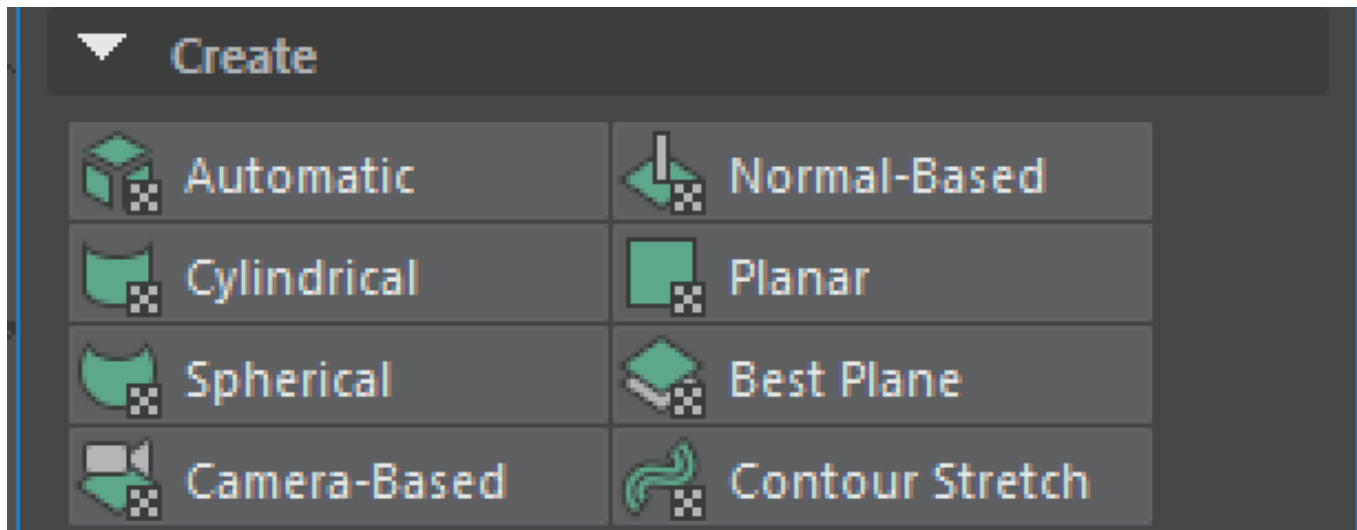 Create
Automatic
Normal-Based
Cylindrical
Planar
Spherical
Best Plane
Camera-Based
Contour Stretch